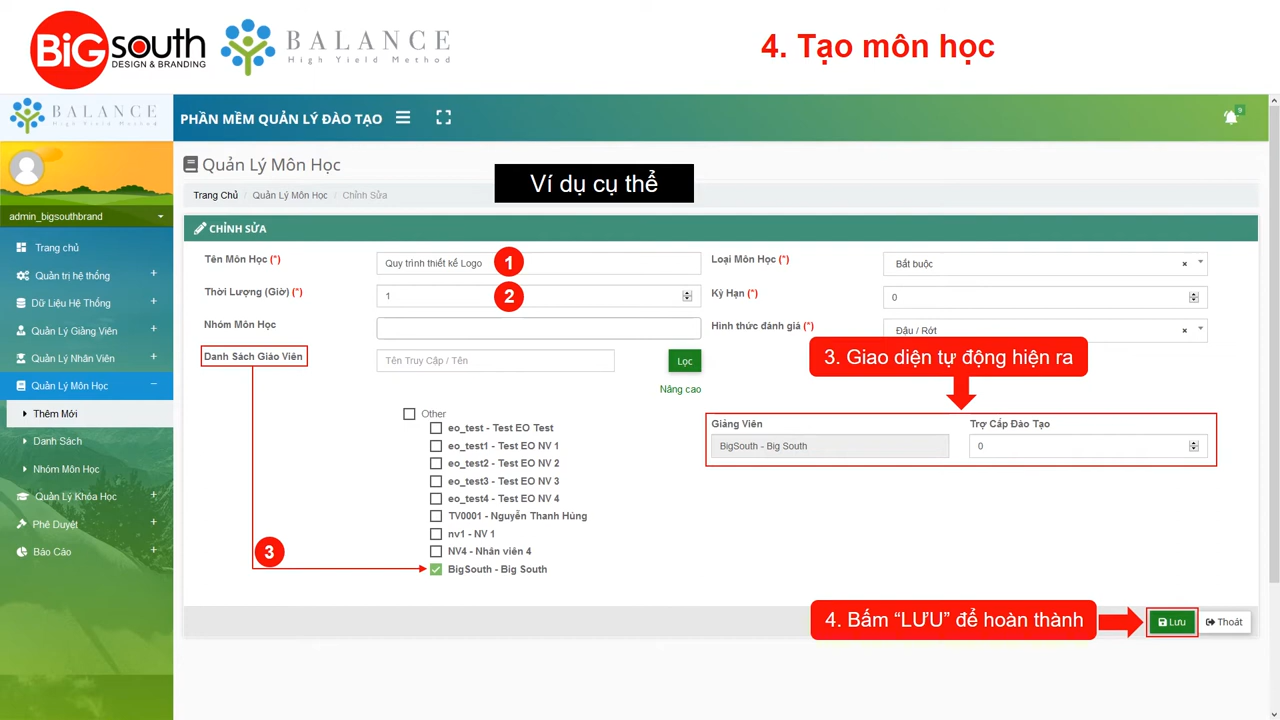 BiGSouth
DESIGN & BRANDING
BALANCE
High Yield Method
4. Tạo môn học
BALANCE
High Yield Method
PHẦN MỀM QUẢN LÝ ĐÀO TẠO
9
admin_bigsouthbrand
Trang chủ
Quản trị hệ thống +
Dữ Liệu Hệ Thống +
Quản Lý Giảng Viên +
Quản Lý Nhân Viên +
Quản Lý Môn Học −
Thêm Mới
Danh Sách
Nhóm Môn Học
Quản Lý Khóa Học +
Phê Duyệt +
Báo Cáo +
Quản Lý Môn Học
Ví dụ cụ thể
Trang Chủ / Quản Lý Môn Học / Chỉnh Sửa
CHỈNH SỬA
Tên Môn Học (*) Quy trình thiết kế Logo 1
Loại Môn Học (*) Bắt buộc ×
Thời Lượng (Giờ) (*) 1 2
Kỳ Hạn (*) 0
Nhóm Môn Học
Hình thức đánh giá (*) Đậu / Rớt ×
Danh Sách Giáo Viên Tên Truy Cập / Tên Lọc
3. Giao diện tự động hiện ra
Nâng cao
Other
eo_test - Test EO Test
eo_test1 - Test EO NV 1
eo_test2 - Test EO NV 2
eo_test3 - Test EO NV 3
eo_test4 - Test EO NV 4
TV0001 - Nguyễn Thanh Hùng
nv1 - NV 1
NV4 - Nhân viên 4
BigSouth - Big South
3
Giảng Viên Trợ Cấp Đào Tạo
BigSouth - Big South 0
4. Bấm “LƯU” để hoàn thành
Lưu Thoát